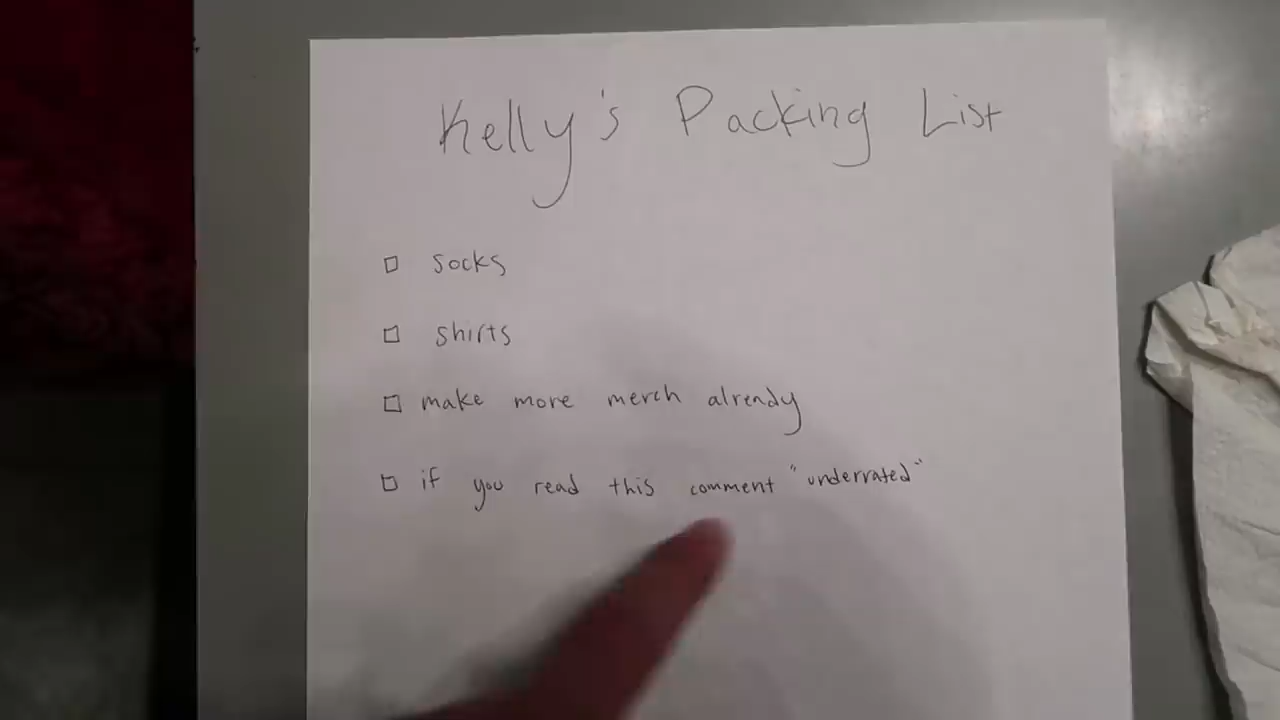 Kelly's Packing List
socks
shirts
make more merch already
if you read this comment "underrated"